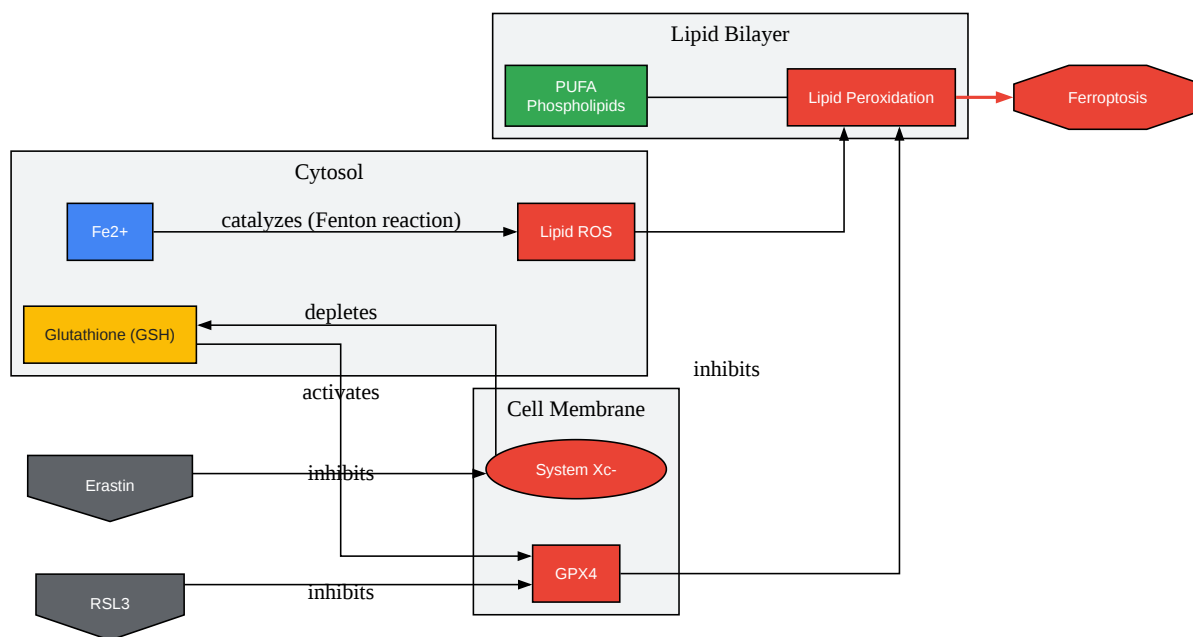 Lipid Bilayer
PUFA
Phospholipids
Lipid Peroxidation
Ferroptosis
Cytosol
Fe2+
catalyzes (Fenton reaction)
Lipid ROS
Glutathione (GSH)
depletes
activates
inhibits
Cell Membrane
Erastin
inhibits
System Xc-
RSL3
inhibits
GPX4